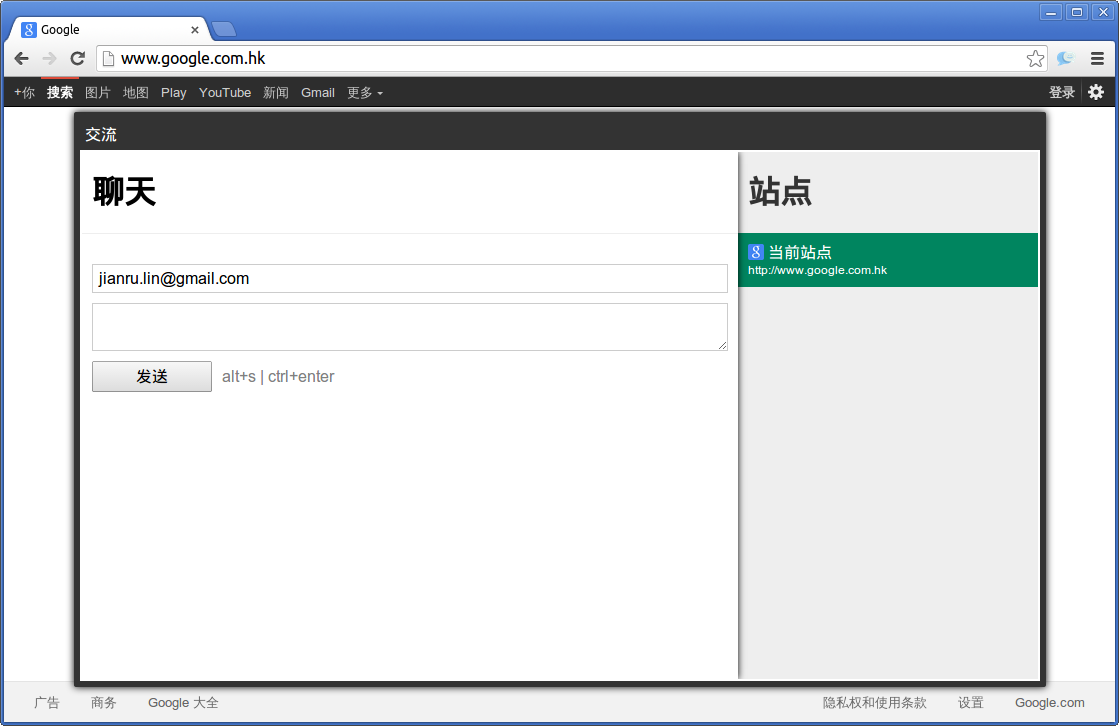 Google
www.google.com.hk
+你 搜索 图片 地图 Play YouTube 新闻 Gmail 更多 登录
交流
聊天
站点
当前站点
http://www.google.com.hk
jianru.lin@gmail.com
发送 alt+s | ctrl+enter
广告 商务 Google 大全 隐私权和使用条款 设置 Google.com